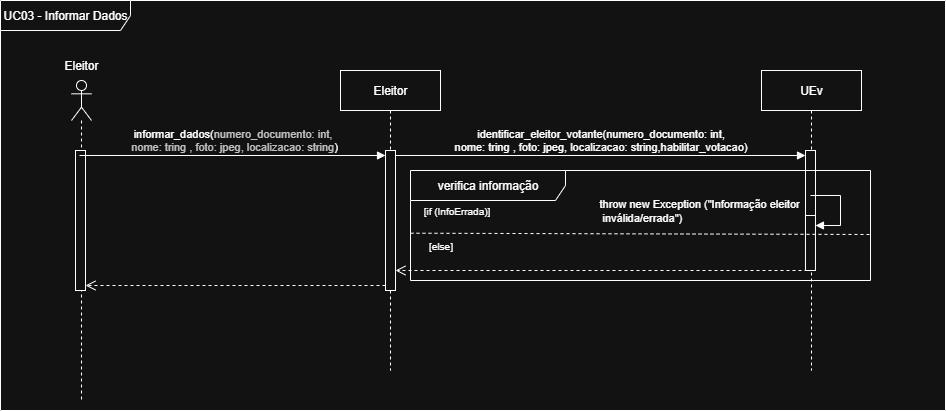 UC03 - Informar Dados
Eleitor
Eleitor
UEv
informar_dados(numero_documento: int,
nome: tring , foto: jpeg, localizacao: string)
identificar_eleitor_votante(numero_documento: int,
nome: tring , foto: jpeg, localizacao: string,habilitar_votacao)
verifica informação
[if (InfoErrada)]
throw new Exception ("Informação eleitor
inválida/errada")
[else]